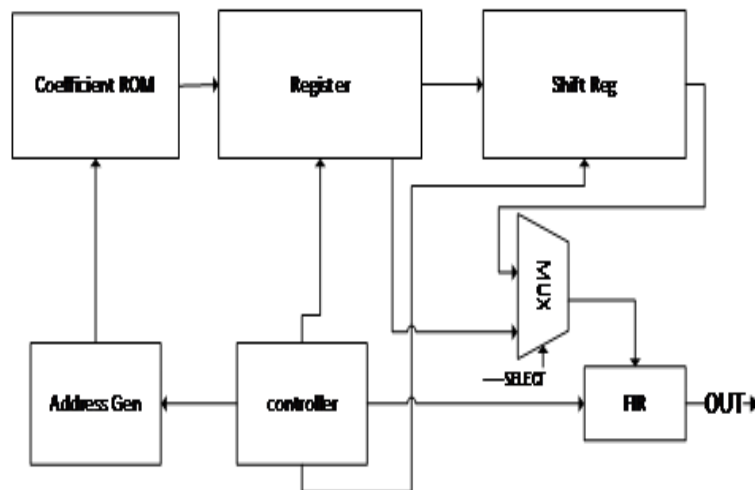 Coefficient ROM
Register
Shift Reg
MUX
SELECT
Address Gen
controller
FIR
OUT